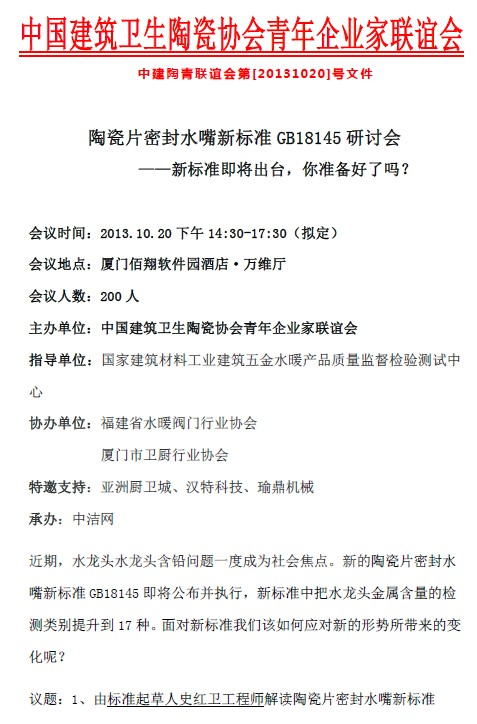 中国建筑卫生陶瓷协会青年企业家联谊会
中建陶青联谊会第[20131020]号文件
陶瓷片密封水嘴新标准 GB18145 研讨会
——新标准即将出台，你准备好了吗？
会议时间：2013.10.20 下午 14:30-17:30（拟定）
会议地点：厦门佰翔软件园酒店·万维厅
会议人数：200 人
主办单位：中国建筑卫生陶瓷协会青年企业家联谊会
指导单位：国家建筑材料工业建筑五金水暖产品质量监督检验测试中
心
协办单位：福建省水暖阀门行业协会
厦门市卫厨行业协会
特邀支持：亚洲厨卫城、汉特科技、瑜鼎机械
承办：中洁网
近期，水龙头水龙头含铅问题一度成为社会焦点。新的陶瓷片密封水
嘴新标准 GB18145 即将公布并执行，新标准中把水龙头金属含量的检
测类别提升到 17 种。面对新标准我们该如何应对新的形势所带来的变
化呢？
议题：1、由标准起草人史红卫工程师解读陶瓷片密封水嘴新标准